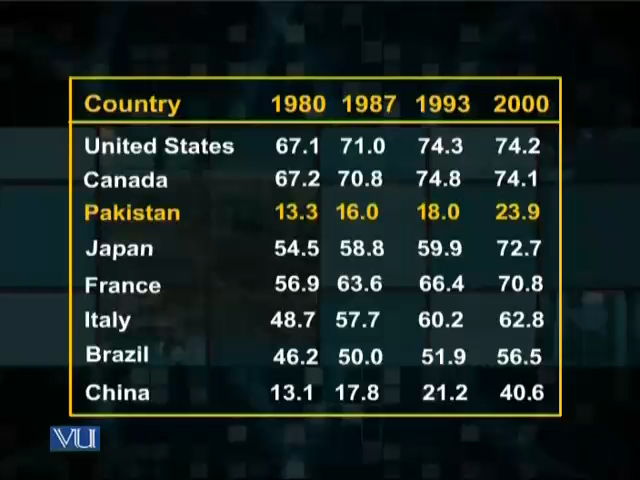 Country 1980 1987 1993 2000
United States 67.1 71.0 74.3 74.2
Canada 67.2 70.8 74.8 74.1
Pakistan 13.3 16.0 18.0 23.9
Japan 54.5 58.8 59.9 72.7
France 56.9 63.6 66.4 70.8
Italy 48.7 57.7 60.2 62.8
Brazil 46.2 50.0 51.9 56.5
China 13.1 17.8 21.2 40.6
VU